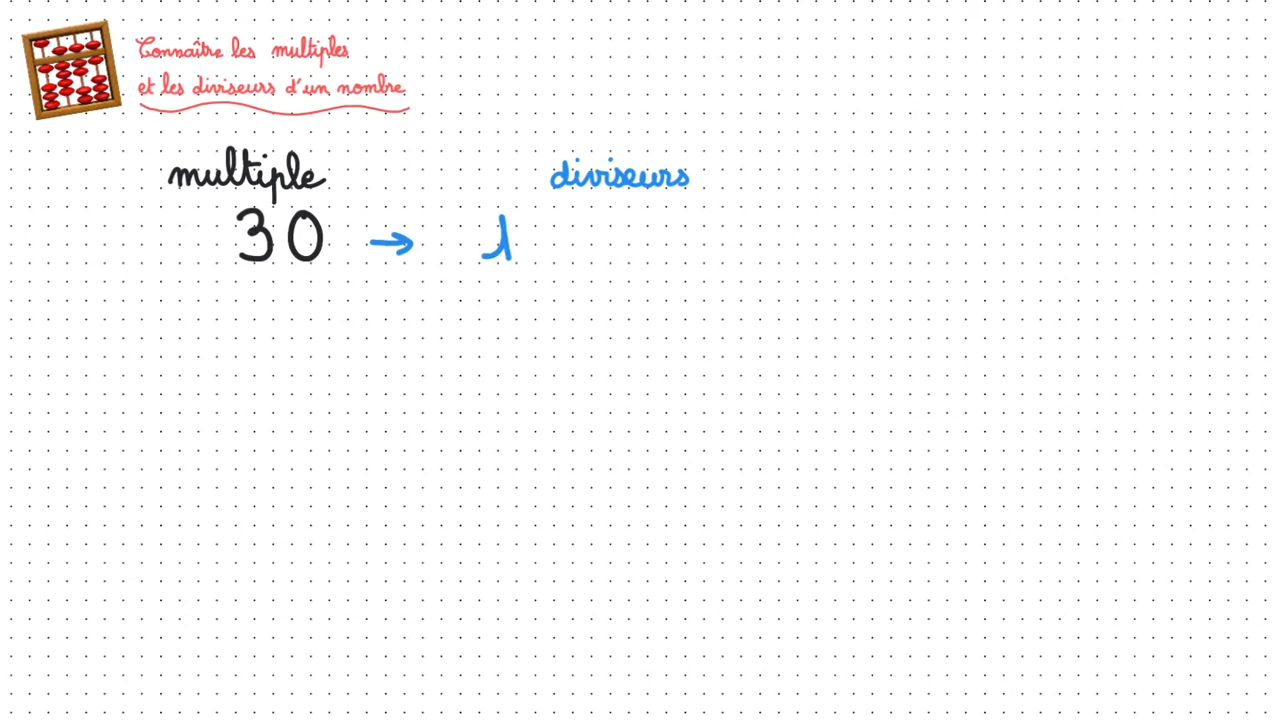 Connaître les multiples
et les diviseurs d'un nombre
multiple diviseurs
30 → 1